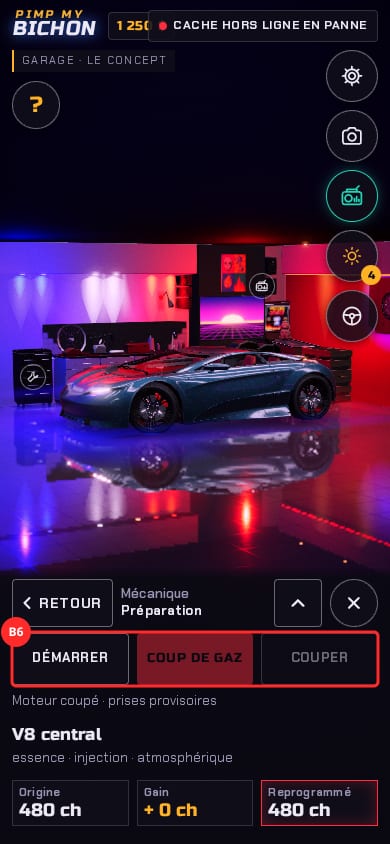 PIMP MY
BICHON
1 250
CACHE HORS LIGNE EN PANNE
GARAGE · LE CONCEPT
?
4
RETOUR
Mécanique
Préparation
B6
DÉMARRER
COUP DE GAZ
COUPER
Moteur coupé · prises provisoires
V8 central
essence · injection · atmosphérique
Origine
480 ch
Gain
+ 0 ch
Reprogrammé
480 ch